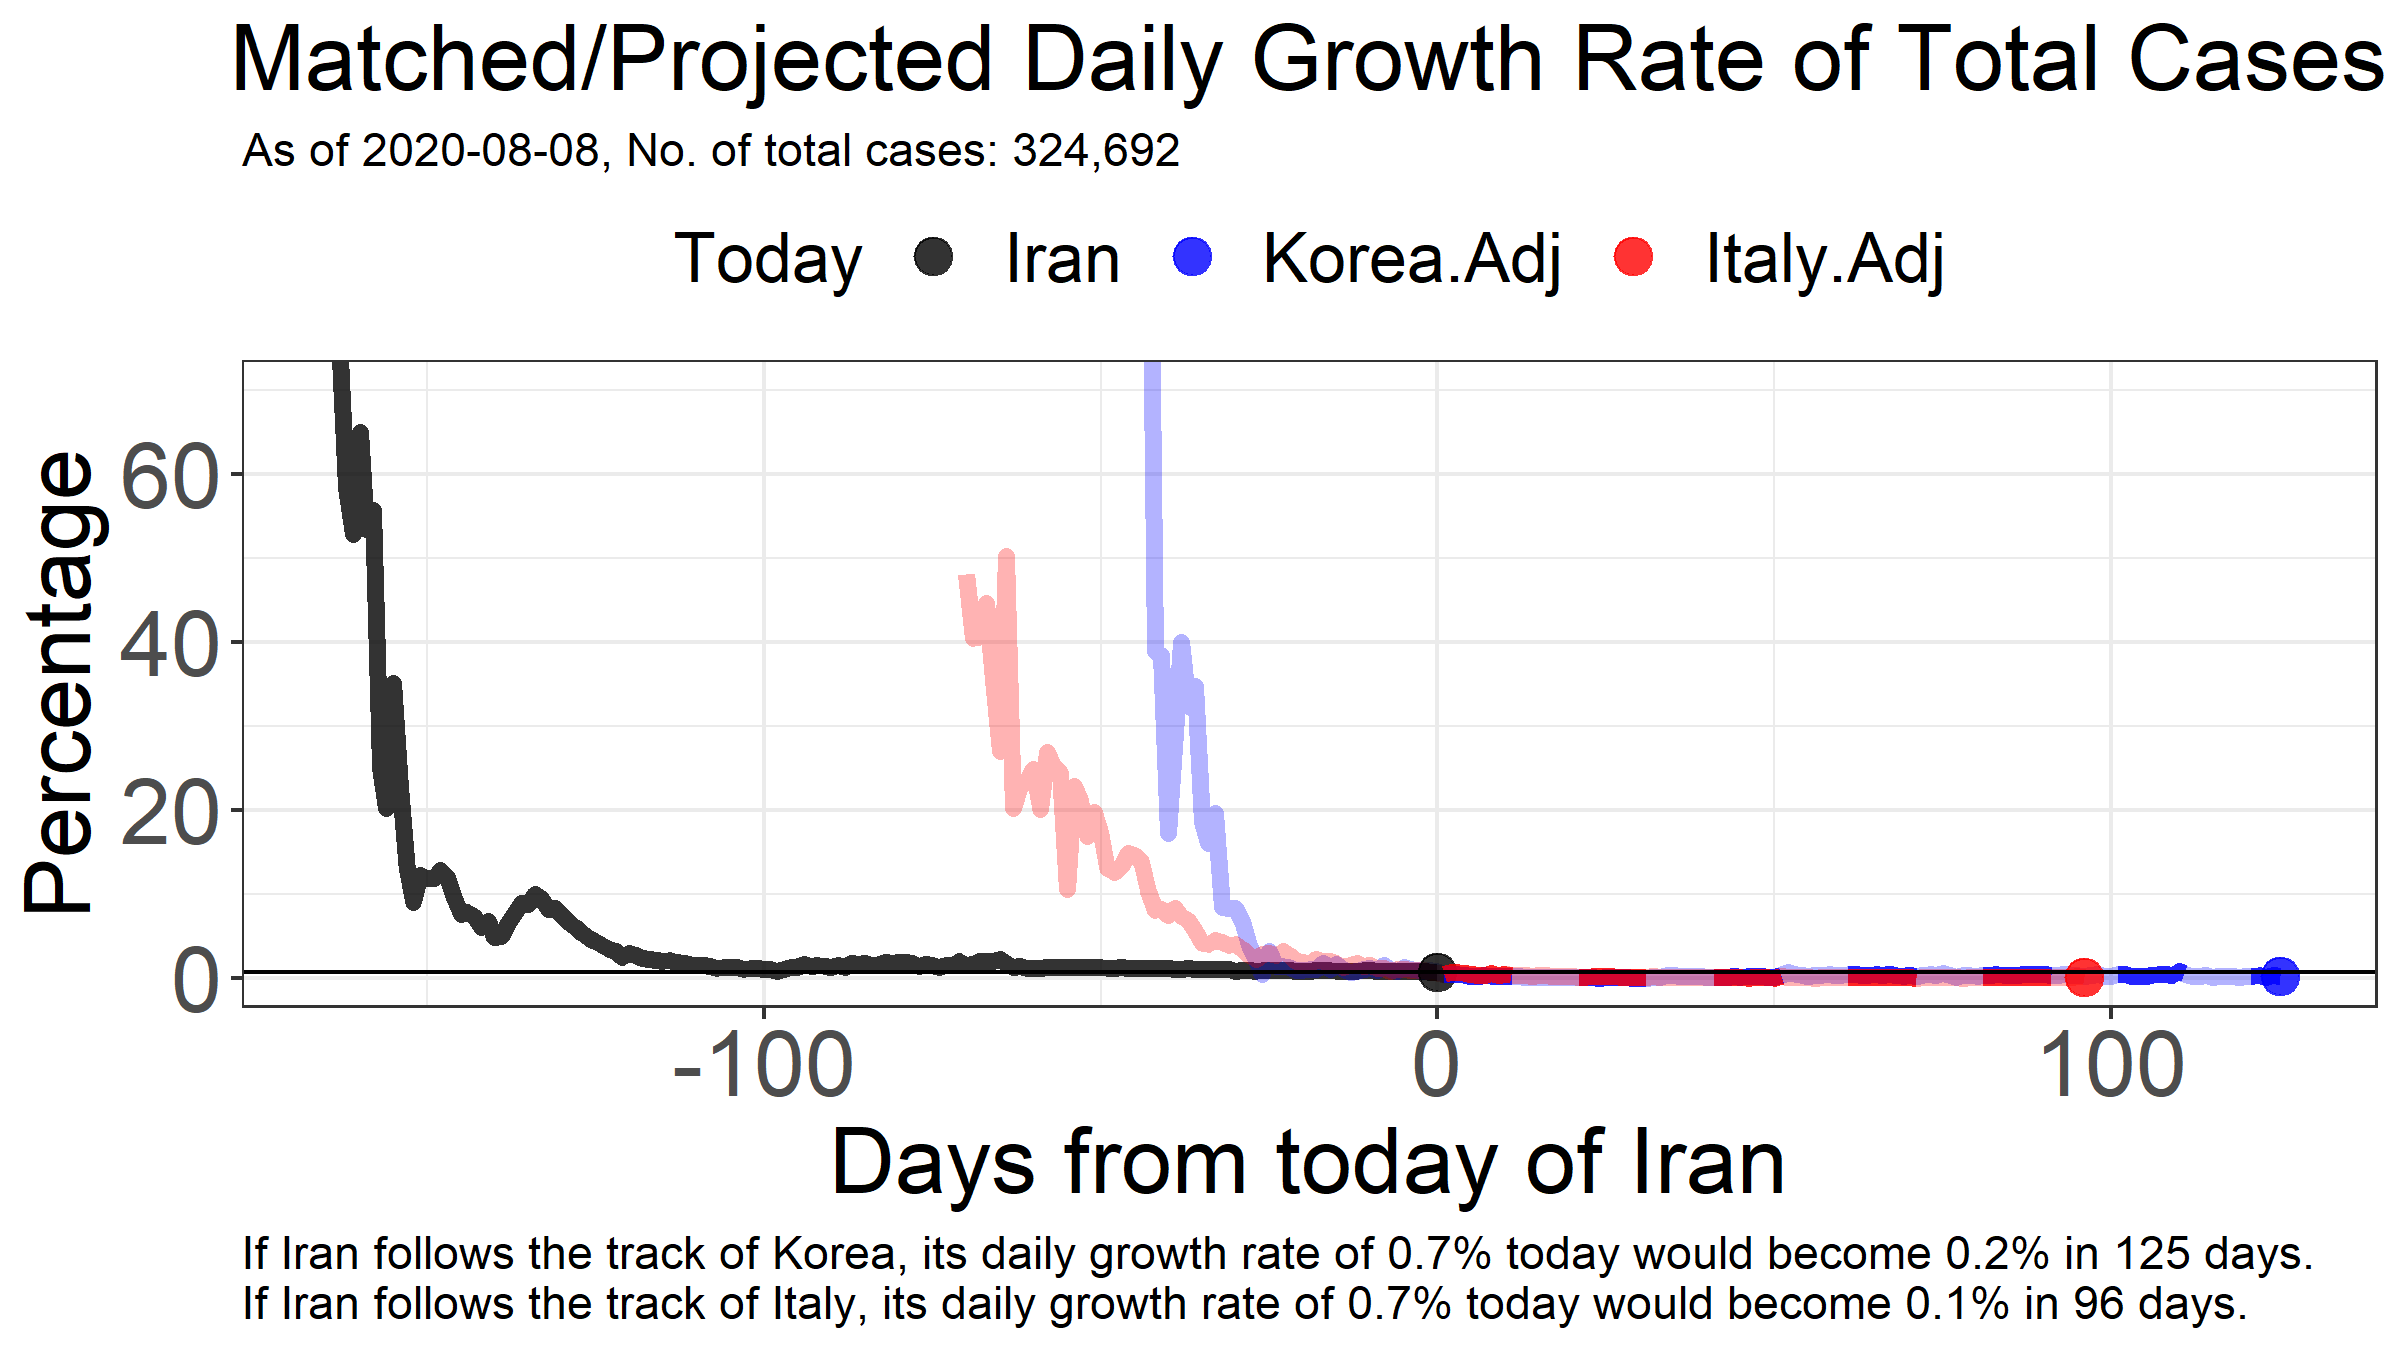 Matched/Projected Daily Growth Rate of Total Cases
As of 2020-08-08, No. of total cases: 324,692
Today Iran Korea.Adj Italy.Adj
Percentage
60
40
20
0
-100 0 100
Days from today of Iran
If Iran follows the track of Korea, its daily growth rate of 0.7% today would become 0.2% in 125 days.
If Iran follows the track of Italy, its daily growth rate of 0.7% today would become 0.1% in 96 days.